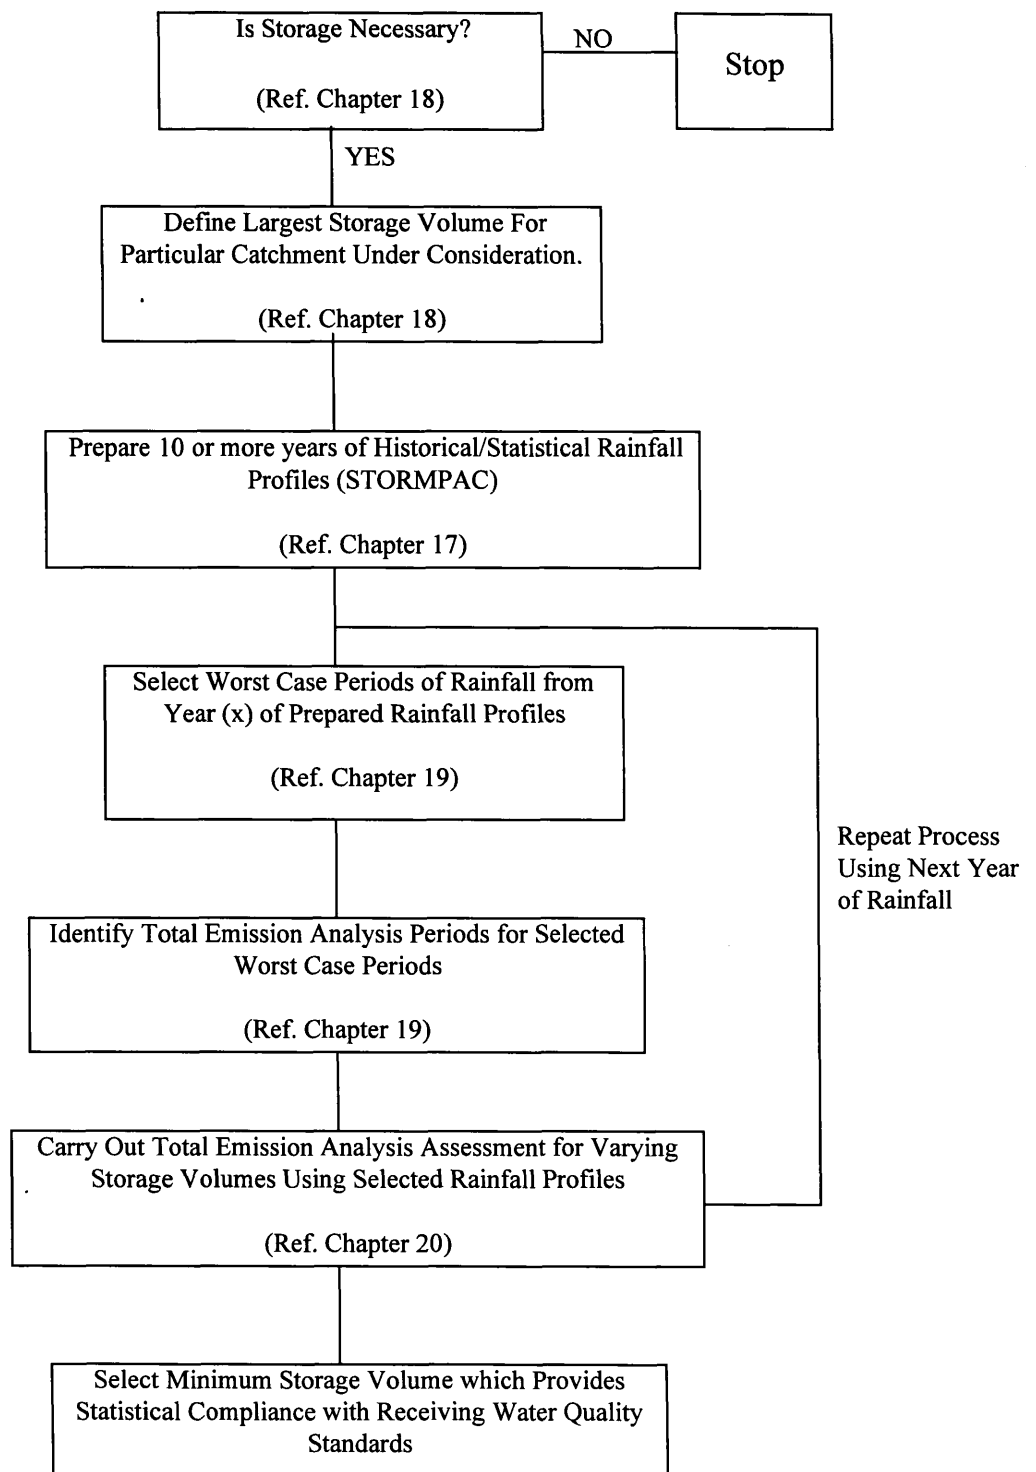 Is Storage Necessary?
(Ref. Chapter 18)
NO
Stop
YES
Define Largest Storage Volume For
Particular Catchment Under Consideration.
(Ref. Chapter 18)
Prepare 10 or more years of Historical/Statistical Rainfall
Profiles (STORMPAC)
(Ref. Chapter 17)
Select Worst Case Periods of Rainfall from
Year (x) of Prepared Rainfall Profiles
(Ref. Chapter 19)
Repeat Process
Using Next Year
of Rainfall
Identify Total Emission Analysis Periods for Selected
Worst Case Periods
(Ref. Chapter 19)
Carry Out Total Emission Analysis Assessment for Varying
Storage Volumes Using Selected Rainfall Profiles
(Ref. Chapter 20)
Select Minimum Storage Volume which Provides
Statistical Compliance with Receiving Water Quality
Standards